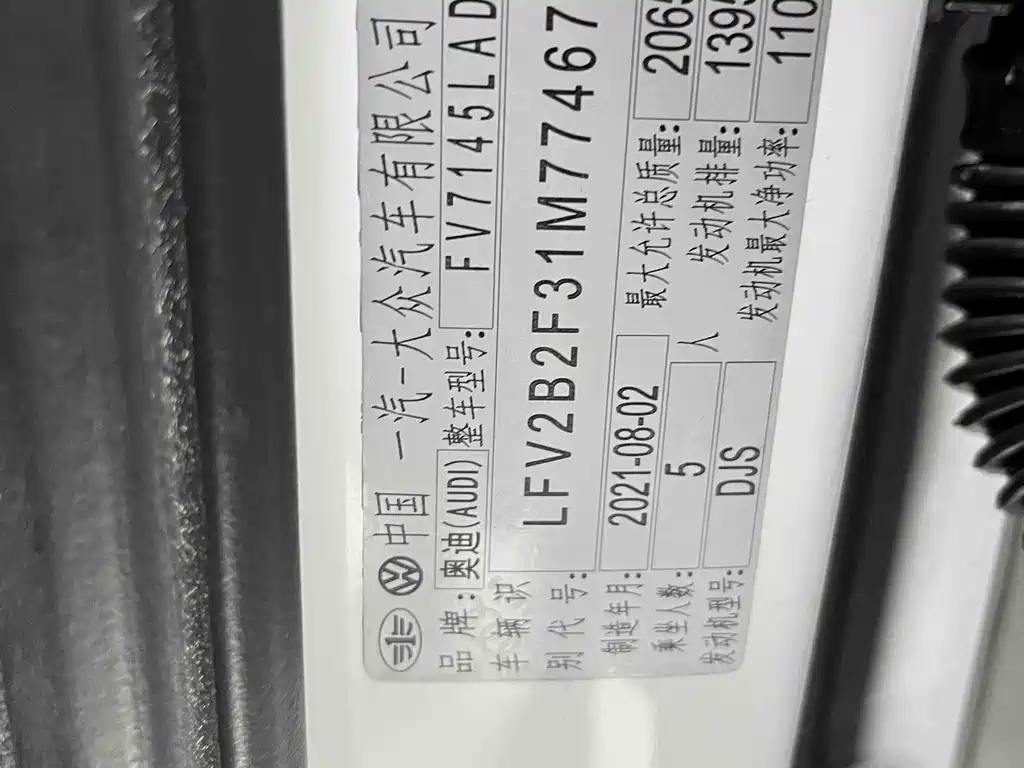 中国 一汽-大众汽车有限公司
品牌:奥迪(AUDI) 整车型号: FV7145LAD
车辆识别代号: LFV2B2F31M77467
制造年月: 2021-08-02 最大允许总质量: 2065
乘坐人数: 5 人 发动机排量: 1395
发动机型号: DJS 发动机最大净功率: 110